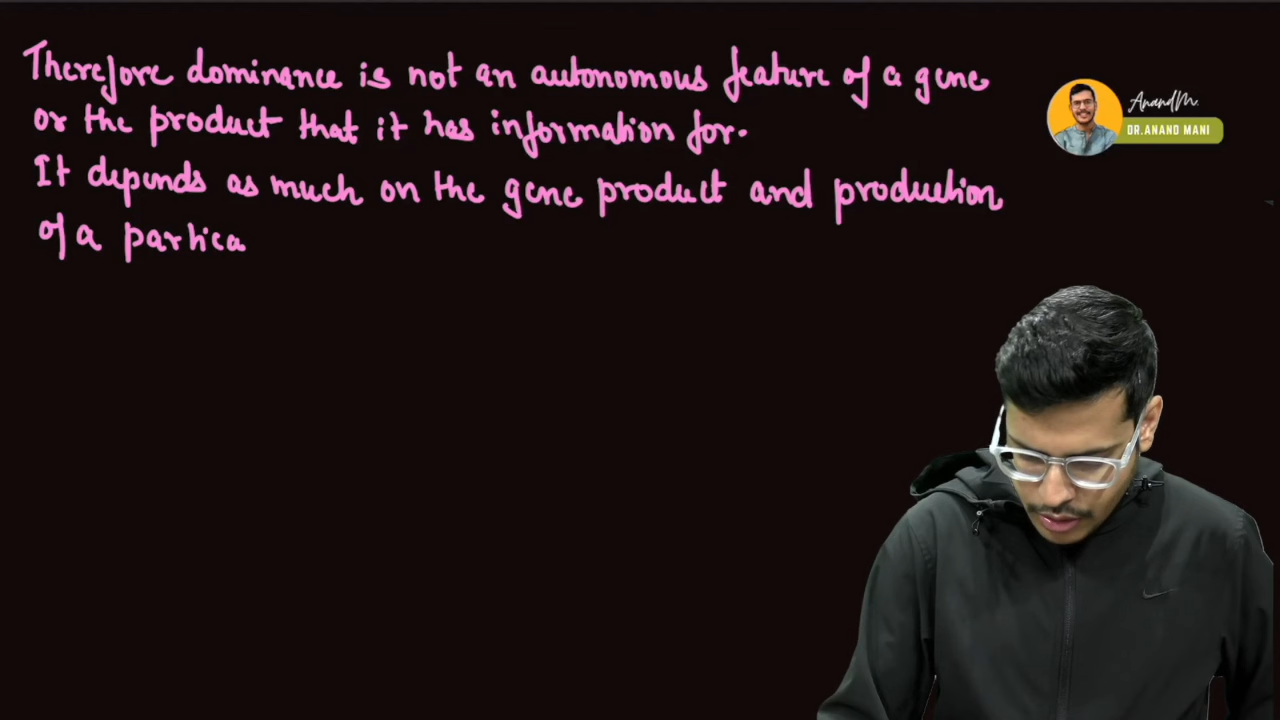 Therefore dominance is not an autonomous feature of a gene
or the product that it has information for.
It depends as much on the gene product and production
of a partica
AnandM.
DR.ANAND MANI